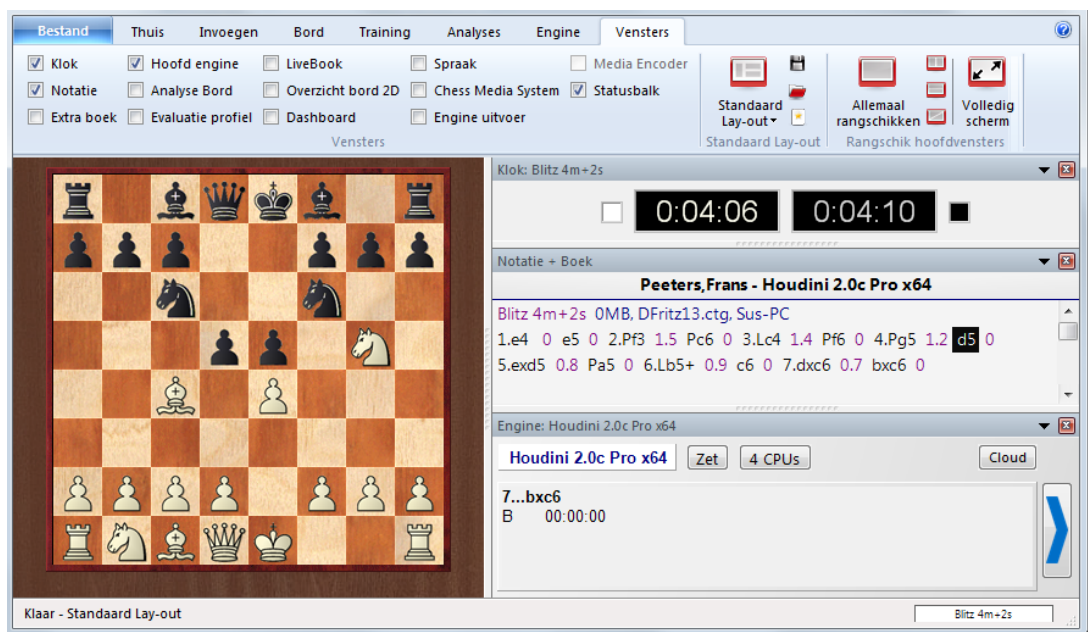 Bestand Thuis Invoegen Bord Training Analyses Engine Vensters
Klok Hoofd engine LiveBook Spraak Media Encoder
Notatie Analyse Bord Overzicht bord 2D Chess Media System Statusbalk
Extra boek Evaluatie profiel Dashboard Engine uitvoer
Vensters
Standaard
Lay-out
Standaard Lay-out
Allemaal
rangschikken
Volledig
scherm
Rangschik hoofdvensters
Klok: Blitz 4m+2s
0:04:06 0:04:10
Notatie + Boek
Peeters,Frans - Houdini 2.0c Pro x64
Blitz 4m+2s 0MB, DFritz13.ctg, Sus-PC
1.e4 0 e5 0 2.Pf3 1.5 Pc6 0 3.Lc4 1.4 Pf6 0 4.Pg5 1.2 d5 0
5.exd5 0.8 Pa5 0 6.Lb5+ 0.9 c6 0 7.dxc6 0.7 bxc6 0
Engine: Houdini 2.0c Pro x64
Houdini 2.0c Pro x64 Zet 4 CPUs Cloud
7...bxc6
B 00:00:00
Klaar - Standaard Lay-out
Blitz 4m+2s